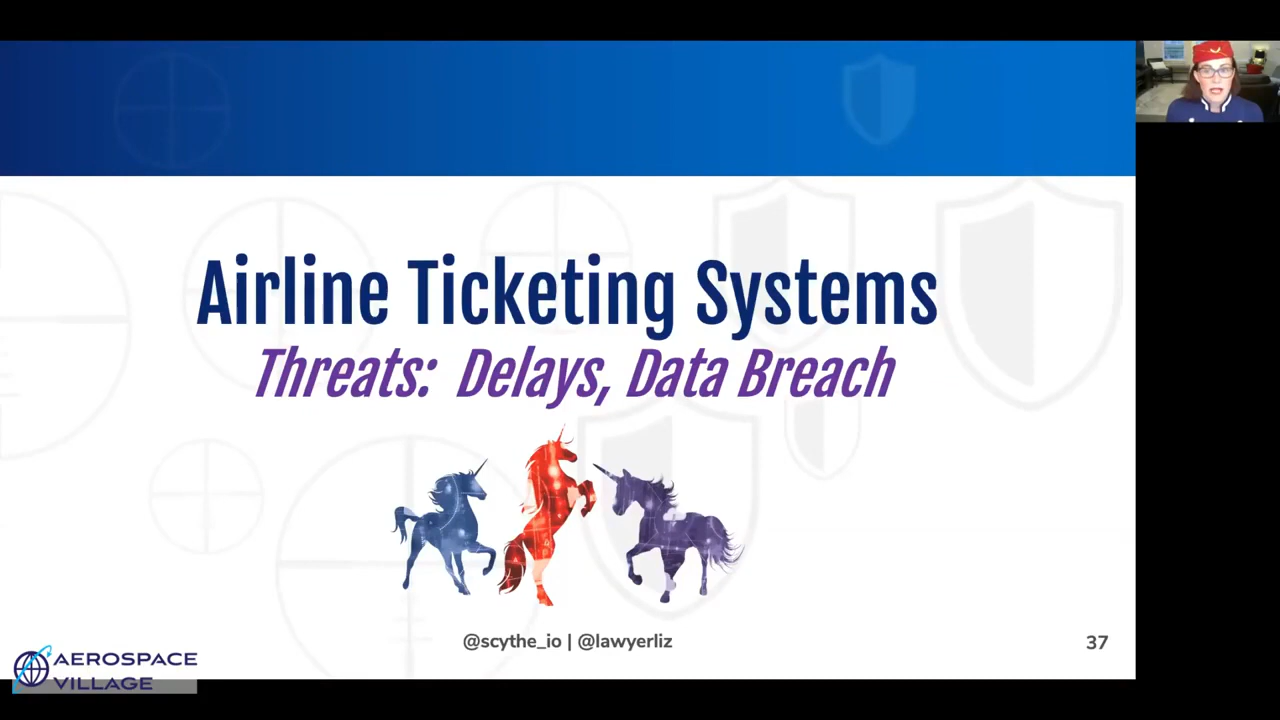 Airline Ticketing Systems
Threats: Delays, Data Breach
@scythe_io | @lawyerliz
37
AEROSPACE
VILLAGE